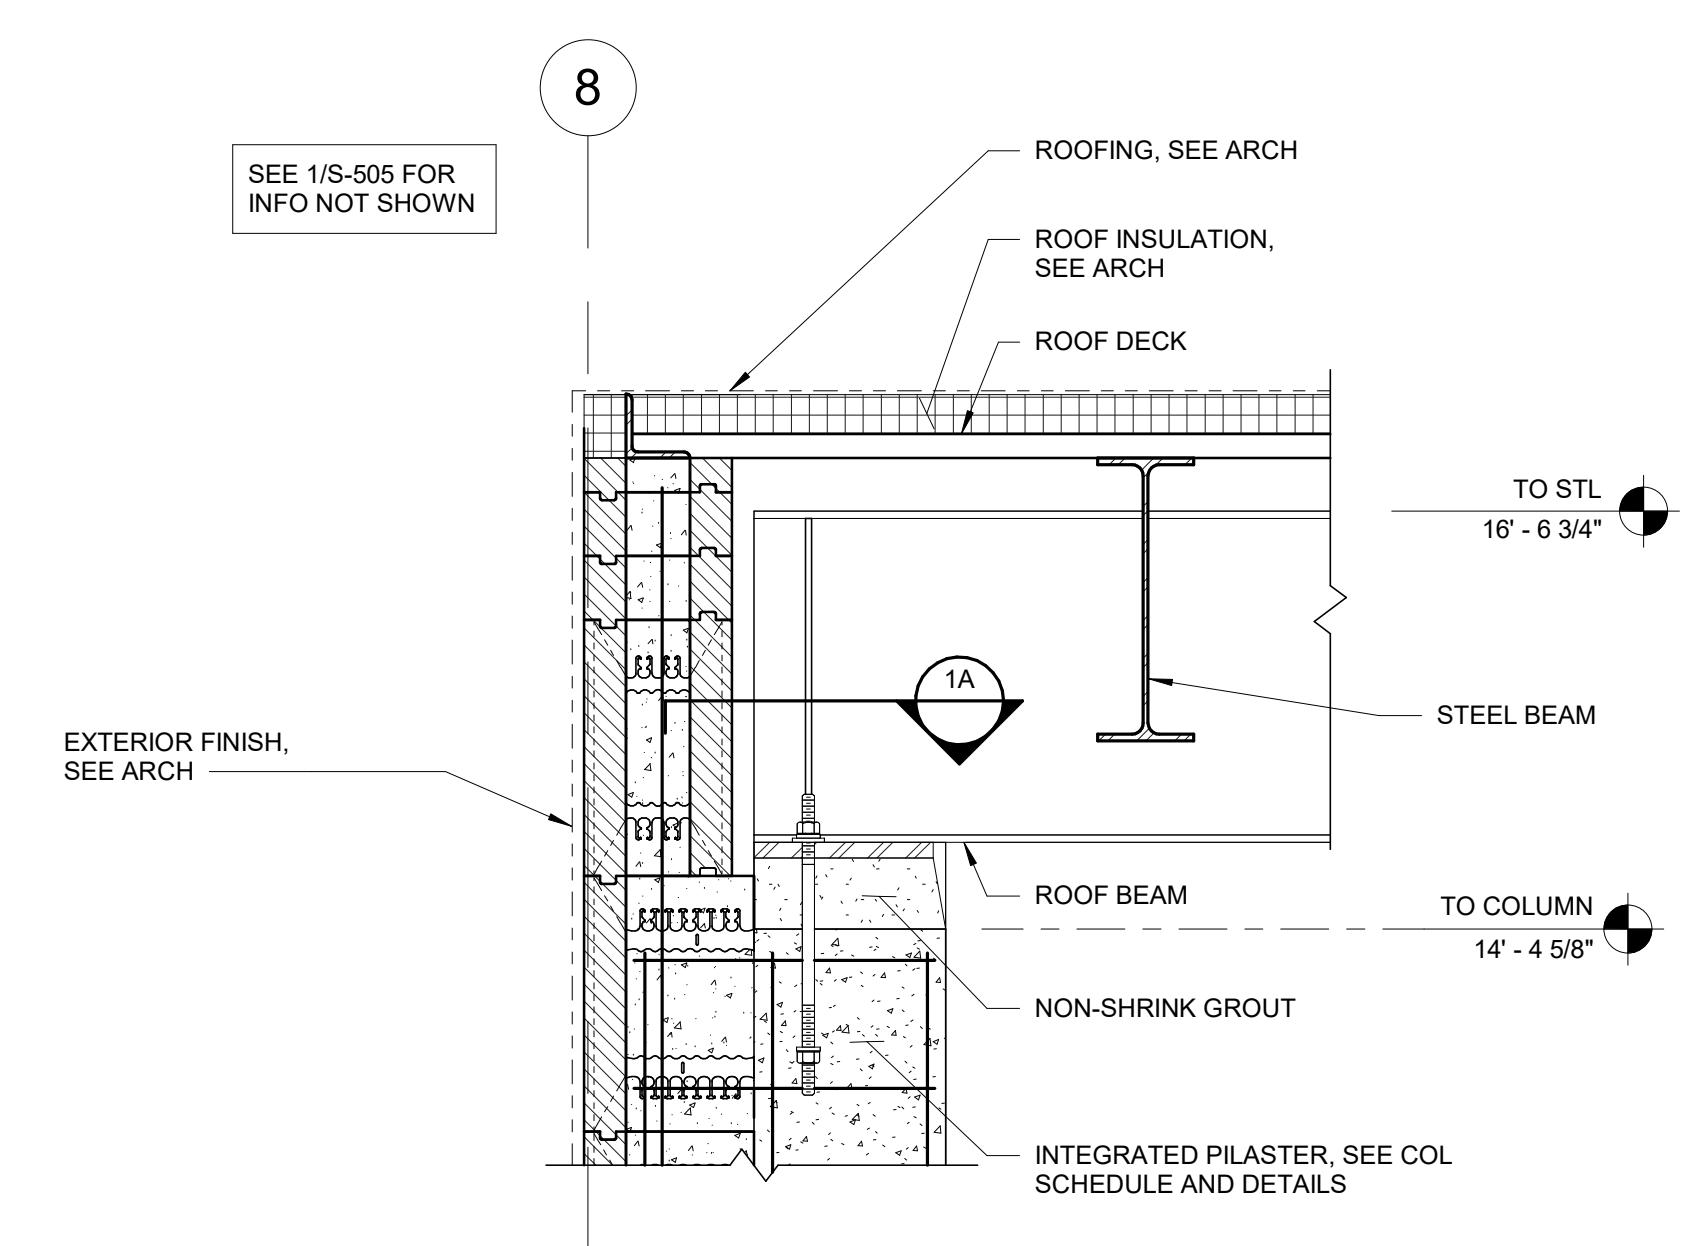 8
SEE 1/S-505 FOR
INFO NOT SHOWN
ROOFING, SEE ARCH
ROOF INSULATION,
SEE ARCH
ROOF DECK
TO STL
16' - 6 3/4"
1A
STEEL BEAM
EXTERIOR FINISH,
SEE ARCH
ROOF BEAM
TO COLUMN
14' - 4 5/8"
NON-SHRINK GROUT
INTEGRATED PILASTER, SEE COL
SCHEDULE AND DETAILS